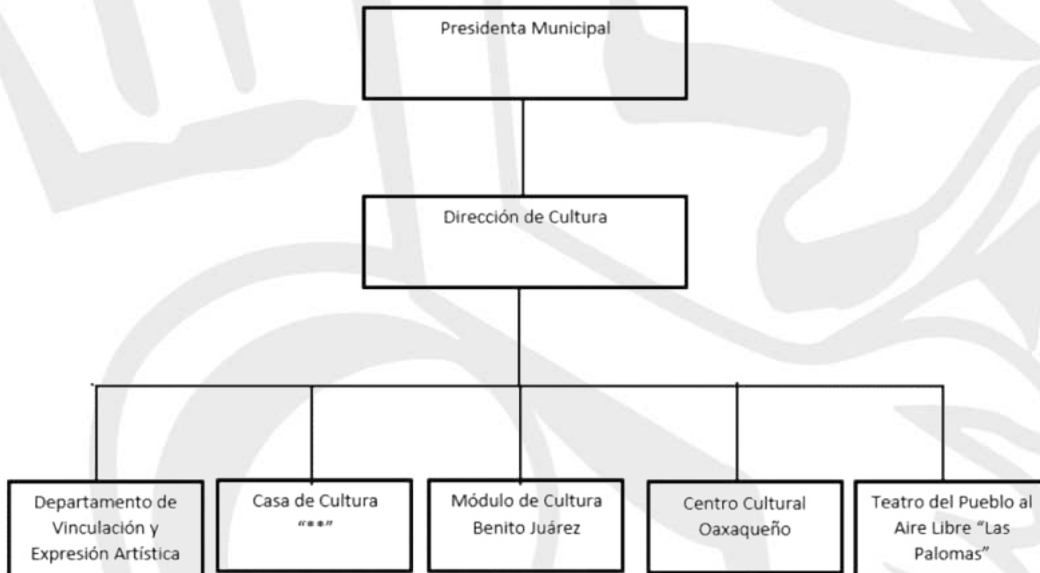 Presidenta Municipal
Dirección de Cultura
Departamento de
Vinculación y
Expresión Artística
Casa de Cultura
“**”
Módulo de Cultura
Benito Juárez
Centro Cultural
Oaxaqueño
Teatro del Pueblo al
Aire Libre “Las
Palomas”